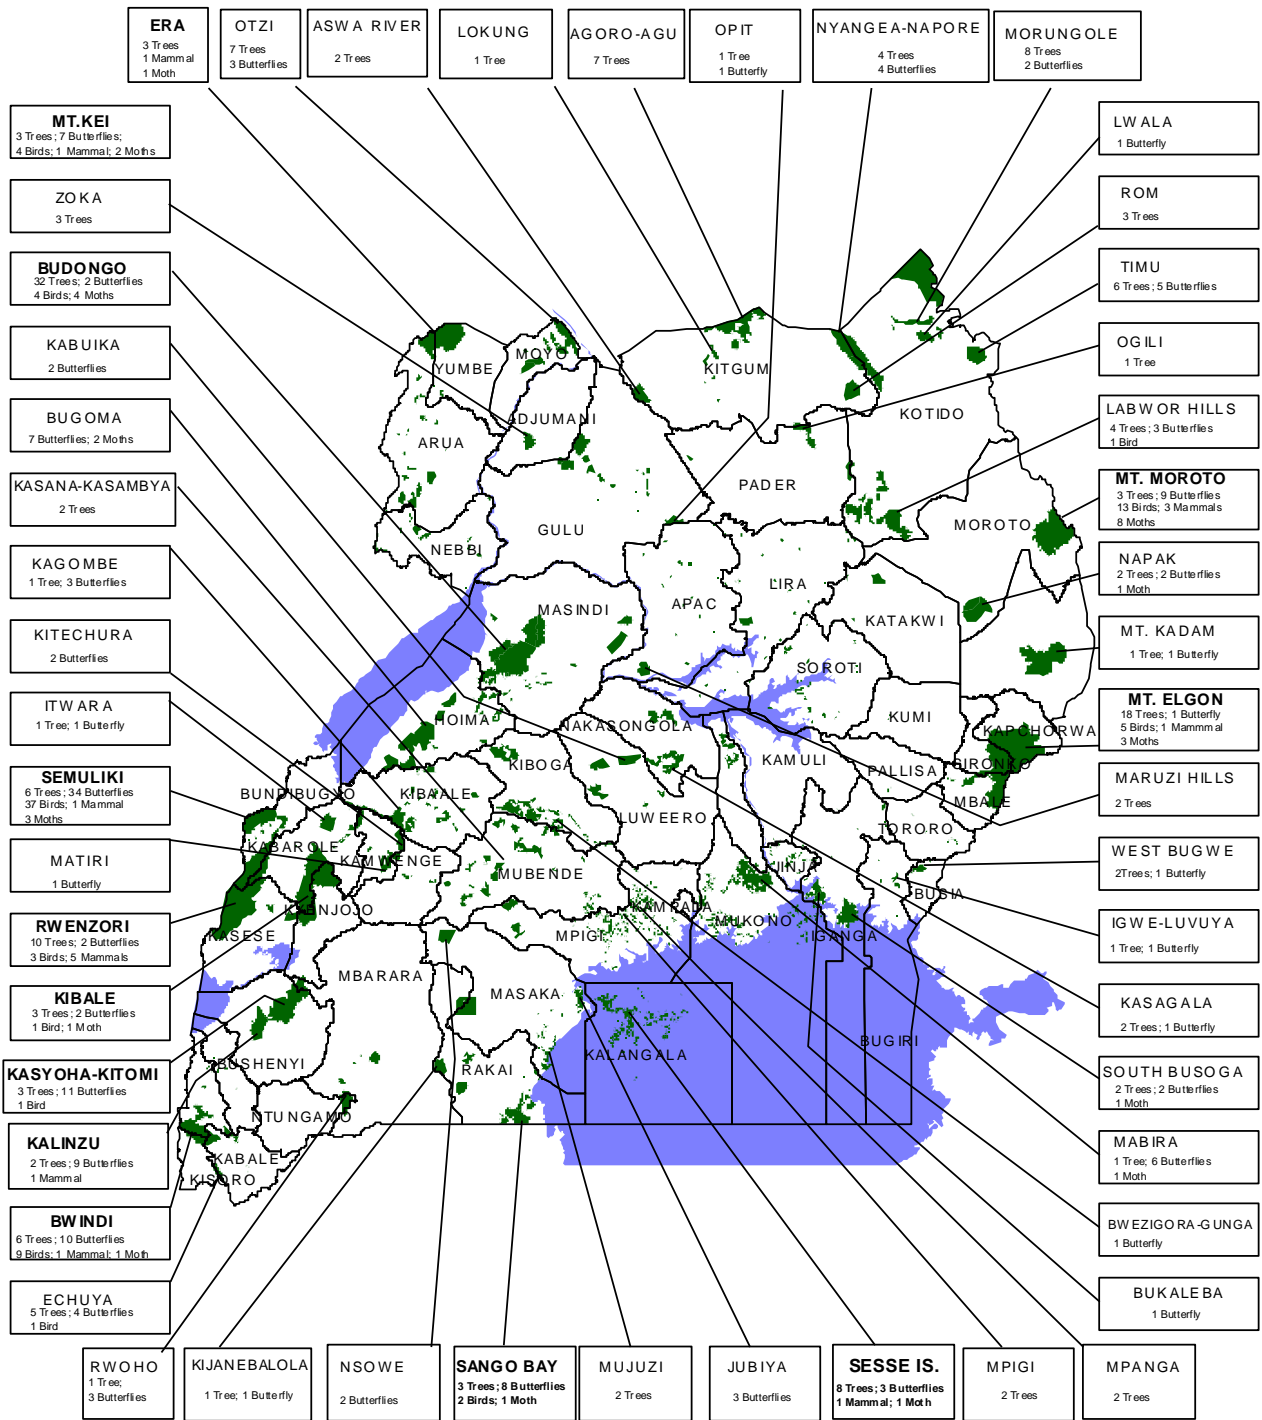 ERA
3 Trees
1 Mammal
1 Moth
OTZI
7 Trees
3 Butterflies
ASWA RIVER
2 Trees
LOKUNG
1 Tree
AGORO-AGU
7 Trees
OPIT
1 Tree
1 Butterfly
NYANGEA-NAPORE
4 Trees
4 Butterflies
MORUNGOLE
8 Trees
2 Butterflies
MT.KEI
3 Trees; 7 Butterflies;
4 Birds; 1 Mammal; 2 Moths
ZOKA
3 Trees
BUDONGO
32 Trees; 2 Butterflies
4 Birds; 4 Moths
KABUIKA
2 Butterflies
BUGOMA
7 Butterflies; 2 Moths
KASANA-KASAMBYA
2 Trees
KAGOMBE
1 Tree; 3 Butterflies
KITECHURA
2 Butterflies
ITWARA
1 Tree; 1 Butterfly
SEMULIKI
6 Trees; 34 Butterflies
37 Birds; 1 Mammal
3 Moths
MATIRI
1 Butterfly
RWENZORI
10 Trees; 2 Butterflies
3 Birds; 5 Mammals
KIBALE
3 Trees; 2 Butterflies
1 Bird; 1 Moth
KASYOHA-KITOMI
3 Trees; 11 Butterflies
1 Bird
KALINZU
2 Trees; 9 Butterflies
1 Mammal
BWINDI
6 Trees; 10 Butterflies
9 Birds; 1 Mammal; 1 Moth
ECHUYA
5 Trees; 4 Butterflies
1 Bird
LWALA
1 Butterfly
ROM
3 Trees
TIMU
6 Trees; 5 Butterflies
OGILI
1 Tree
LABWOR HILLS
4 Trees; 3 Butterflies
1 Bird
MT. MOROTO
3 Trees; 9 Butterflies
13 Birds; 3 Mammals
8 Moths
NAPAK
2 Trees; 2 Butterflies
1 Moth
MT. KADAM
1 Tree; 1 Butterfly
MT. ELGON
18 Trees; 1 Butterfly
5 Birds; 1 Mammmal
3 Moths
MARUZI HILLS
2 Trees
WEST BUGWE
2Trees; 1 Butterfly
IGWE-LUVUYA
1 Tree; 1 Butterfly
KASAGALA
2 Trees; 1 Butterfly
SOUTH BUSOGA
2 Trees; 2 Butterflies
1 Moth
MABIRA
1 Tree; 6 Butterflies
1 Moth
BWEZIGORA-GUNGA
1 Butterfly
BUKALEBA
1 Butterfly
YUMBE
MOYO
KITGUM
KOTIDO
ADJUMANI
ARUA
PADER
MOROTO
GULU
NEBBI
LIRA
APAC
MASINDI
KATAKWI
SOROTI
KUMI
KAPCHORWA
HOIMA
NAKASONGOLA
KAMULI
PALLISA
SIRONKO
KIBOGA
MBALE
BUNDIBUGYO
KIBAALE
LUWEERO
TORORO
KABAROLE
KAMWENGE
MUBENDE
JINJA
BUSIA
KYENJOJO
KAMPALA
MUKONO
IGANGA
KASESE
MPIGI
MBARARA
MASAKA
BUGIRI
KALANGALA
BUSHENYI
RAKAI
NTUNGAMO
KABALE
KISORO
RWOHO
1 Tree;
3 Butterflies
KIJANEBALOLA
1 Tree; 1 Butterfly
NSOWE
2 Butterflies
SANGO BAY
3 Trees; 8 Butterflies
2 Birds; 1 Moth
MUJUZI
2 Trees
JUBIYA
3 Butterflies
SESSE IS.
8 Trees; 3 Butterflies
1 Mammal; 1 Moth
MPIGI
2 Trees
MPANGA
2 Trees